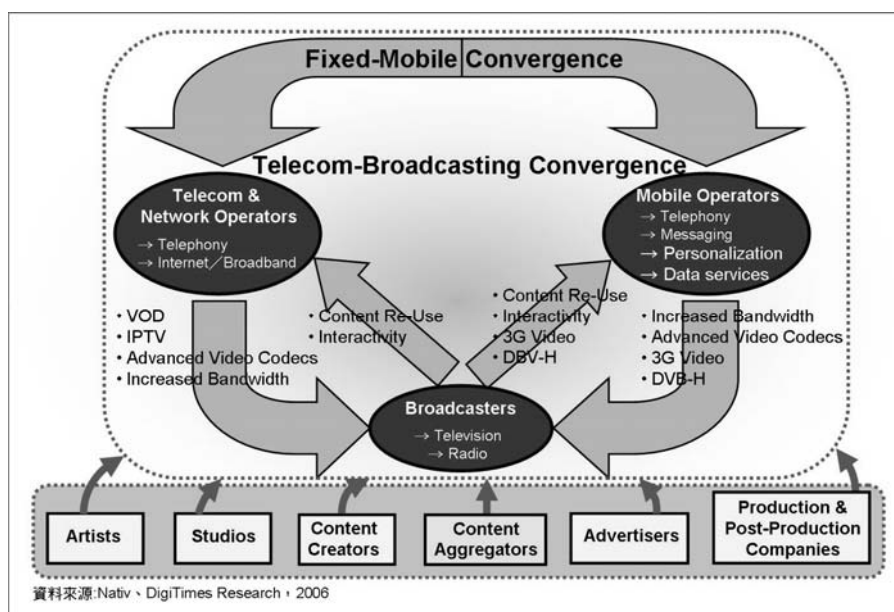 Fixed-Mobile Convergence
Telecom-Broadcasting Convergence
Telecom &
Network Operators
→ Telephony
→ Internet／Broadband
Mobile Operators
→ Telephony
→ Messaging
→ Personalization
→ Data services
• VOD
• IPTV
• Advanced Video Codecs
• Increased Bandwidth
• Content Re-Use
• Interactivity
• Content Re-Use
• Interactivity
• 3G Video
• DBV-H
• Increased Bandwidth
• Advanced Video Codecs
• 3G Video
• DVB-H
Broadcasters
→ Television
→ Radio
Artists
Studios
Content
Creators
Content
Aggregators
Advertisers
Production &
Post-Production
Companies
資料來源:Nativ、DigiTimes Research，2006